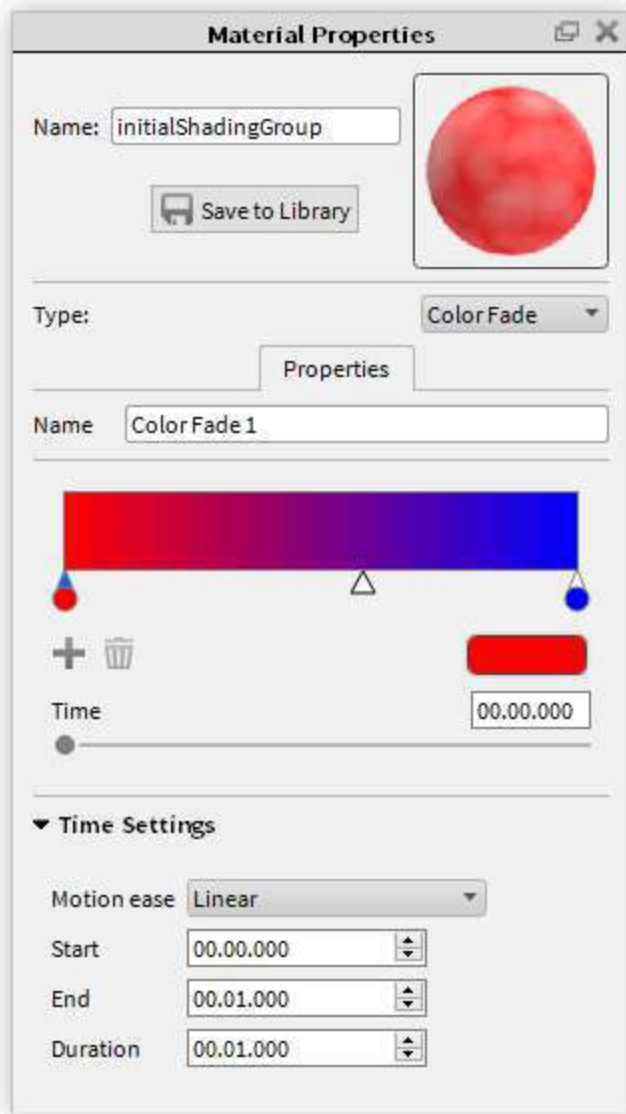 Material Properties
Name: initialShadingGroup
Save to Library
Type: Color Fade
Properties
Name Color Fade 1
Time 00.00.000
Time Settings
Motion ease Linear
Start 00.00.000
End 00.01.000
Duration 00.01.000